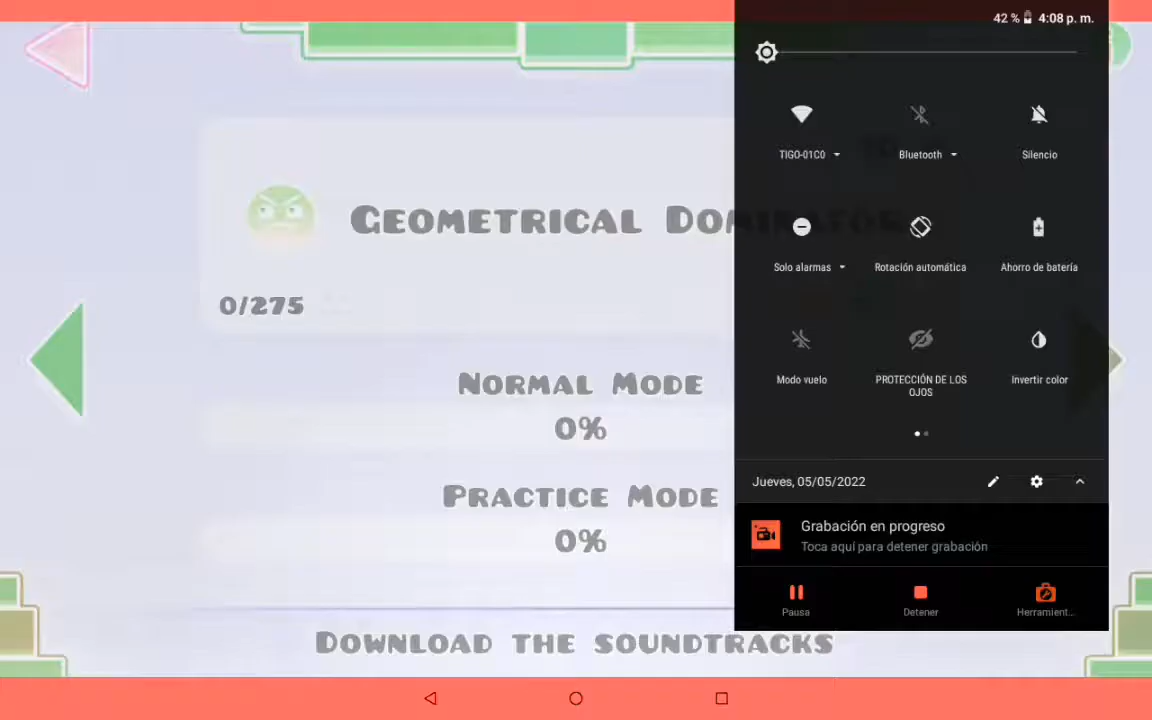 42 % 4:08 p. m.
TIGO-01C0
Bluetooth
Silencio
Solo alarmas
Rotación automática
Ahorro de batería
Modo vuelo
PROTECCIÓN DE LOS
OJOS
Invertir color
Jueves, 05/05/2022
Grabación en progreso
Toca aquí para detener grabación
Pausa
Detener
Herramient...
Geometrical Dominator
0/275
Normal Mode
0%
Practice Mode
0%
Download the soundtracks